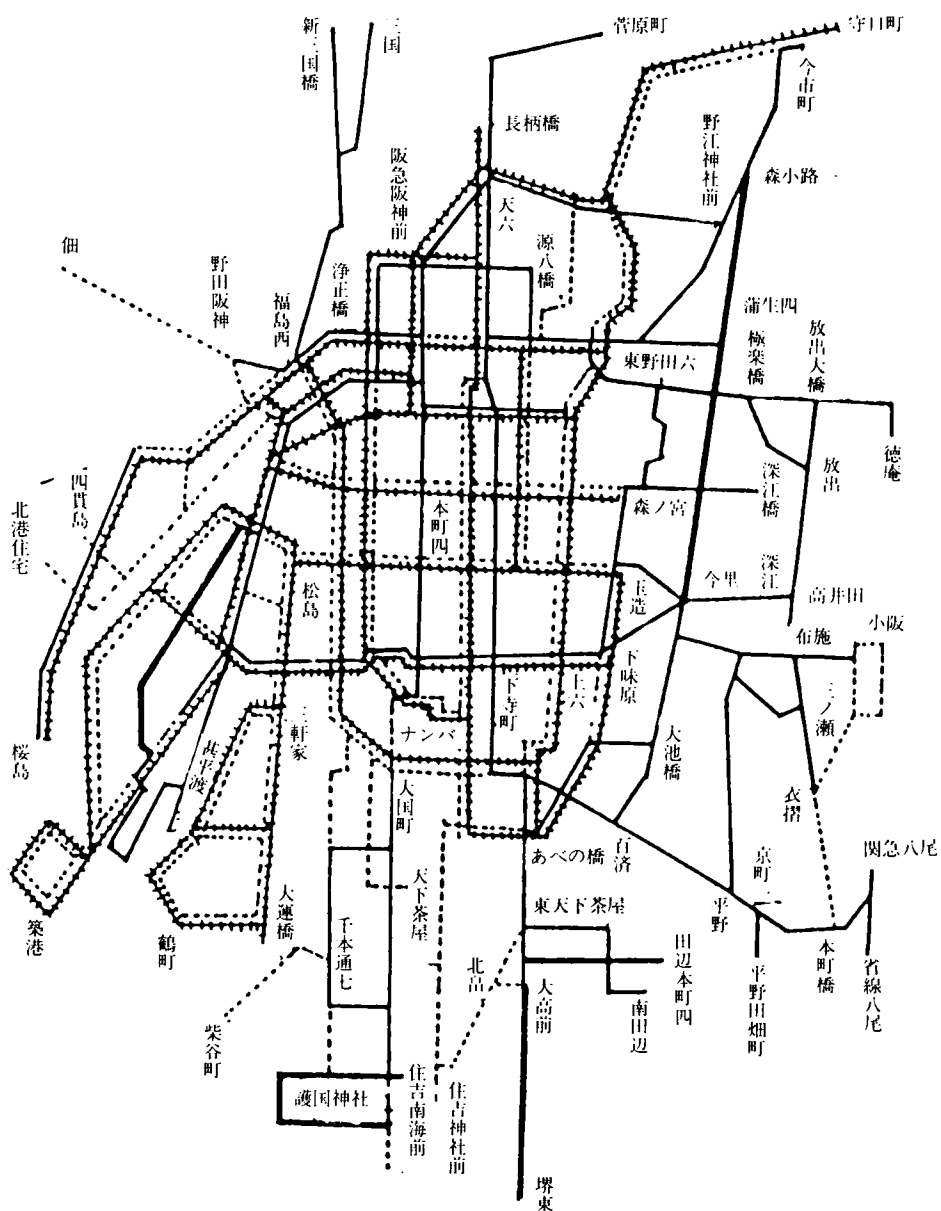 新三国橋
三国
菅原町
守口町
今市町
長柄橋
野江神社前
森小路
阪急阪神前
天六
源八橋
佃
野田阪神
福島西
浄正橋
蒲生四
極楽橋
放出大橋
東野田六
徳庵
放出
深江橋
森ノ宮
本町四
四貫島
北港住宅
松島
玉造
今里
深江
高井田
小阪
布施
下味原
上六
下寺町
三ノ瀬
ナンバ
三軒家
甚平渡
桜島
大池橋
大国町
衣摺
あべの橋
百済
京町
関急八尾
平野
天下茶屋
東天下茶屋
大運橋
鶴町
築港
千本通七
北畠
大高前
田辺本町四
南田辺
平野田畑町
本町橋
省線八尾
柴谷町
護国神社
住吉南海前
住吉神社前
堺東